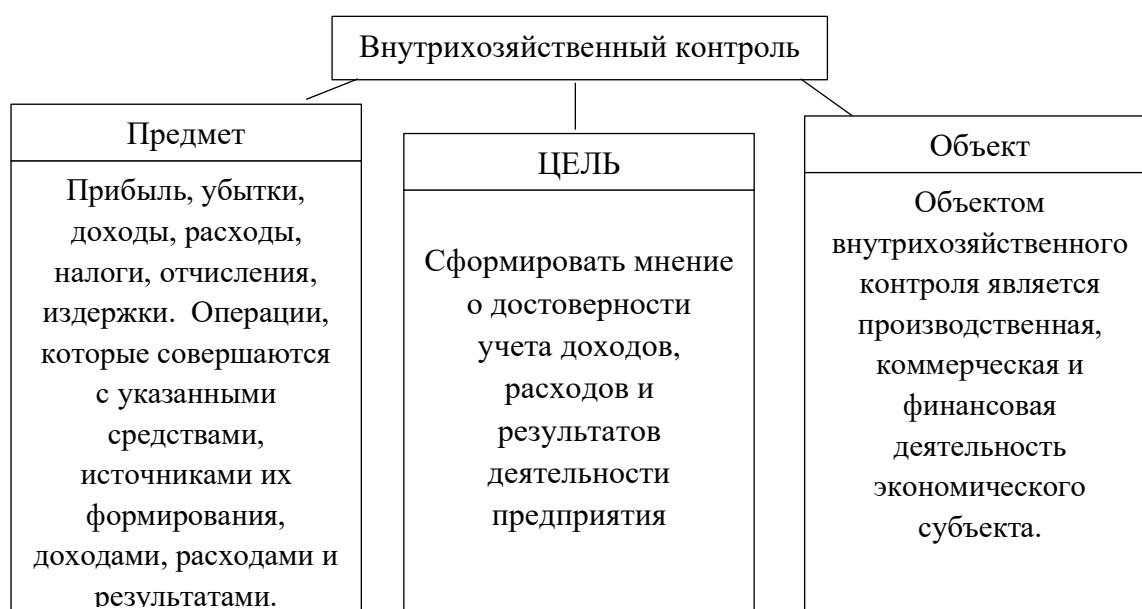 Внутрихозяйственный контроль
Предмет
Прибыль, убытки,
доходы, расходы,
налоги, отчисления,
издержки. Операции,
которые совершаются
с указанными
средствами,
источниками их
формирования,
доходами, расходами и
результатами.
ЦЕЛЬ
Сформировать мнение
о достоверности
учета доходов,
расходов и
результатов
деятельности
предприятия
Объект
Объектом
внутрихозяйственного
контроля является
производственная,
коммерческая и
финансовая
деятельность
экономического
субъекта.